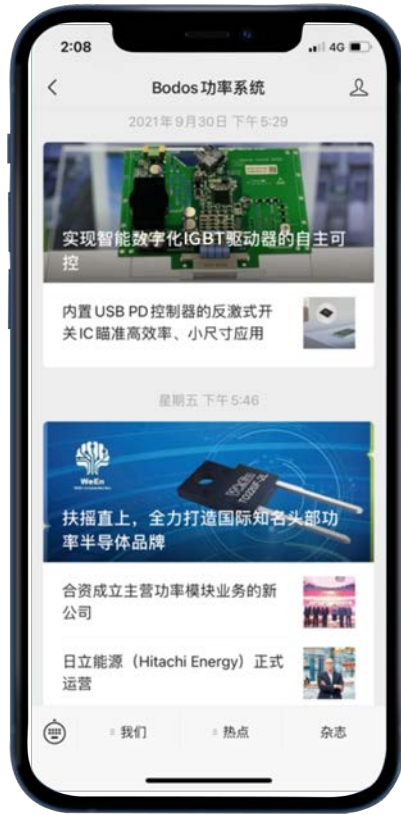 2:08
4G
Bodos功率系统
2021年9月30日 下午5:29
实现智能数字化IGBT驱动器的自主可
控
内置USB PD控制器的反激式开
关IC瞄准高效率、小尺寸应用
星期五 下午5:46
WeEn
扶摇直上，全力打造国际知名头部功
率半导体品牌
合资成立主营功率模块业务的新
公司
日立能源（Hitachi Energy）正式
运营
我们
热点
杂志